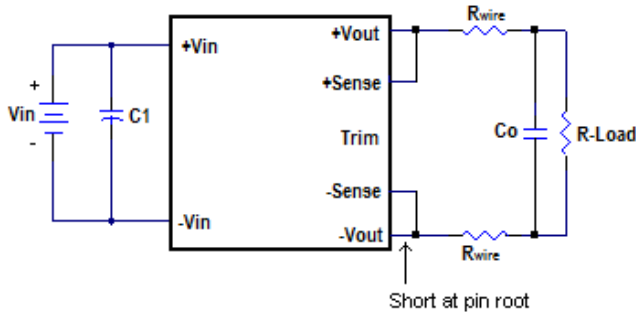 +Vout
Rwire
+Vin
+Sense
+
Vin
-
C1
Trim
Co
R-Load
-Sense
-Vin
-Vout
Rwire
Short at pin root